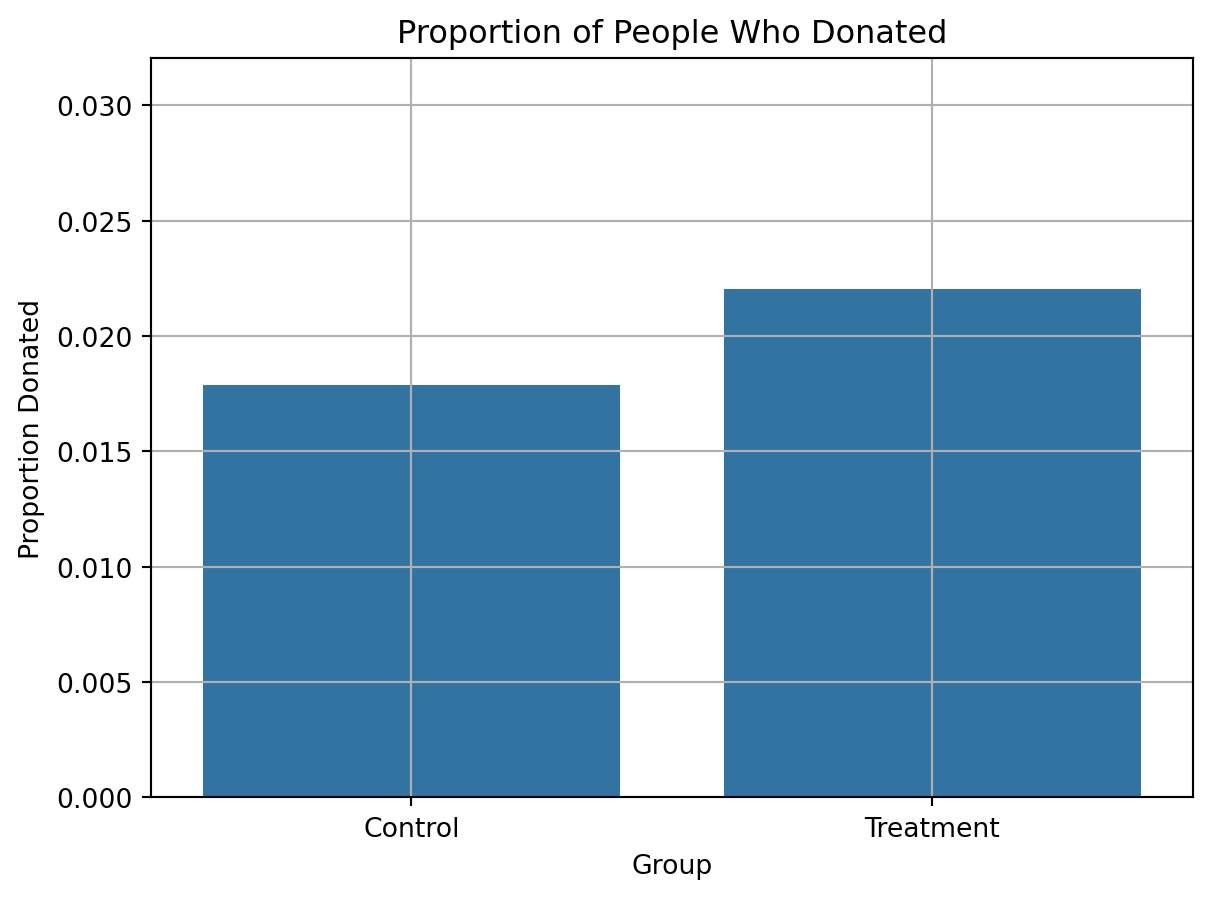 Proportion of People Who Donated
Proportion Donated
0.030
0.025
0.020
0.015
0.010
0.005
0.000
Control Treatment
Group